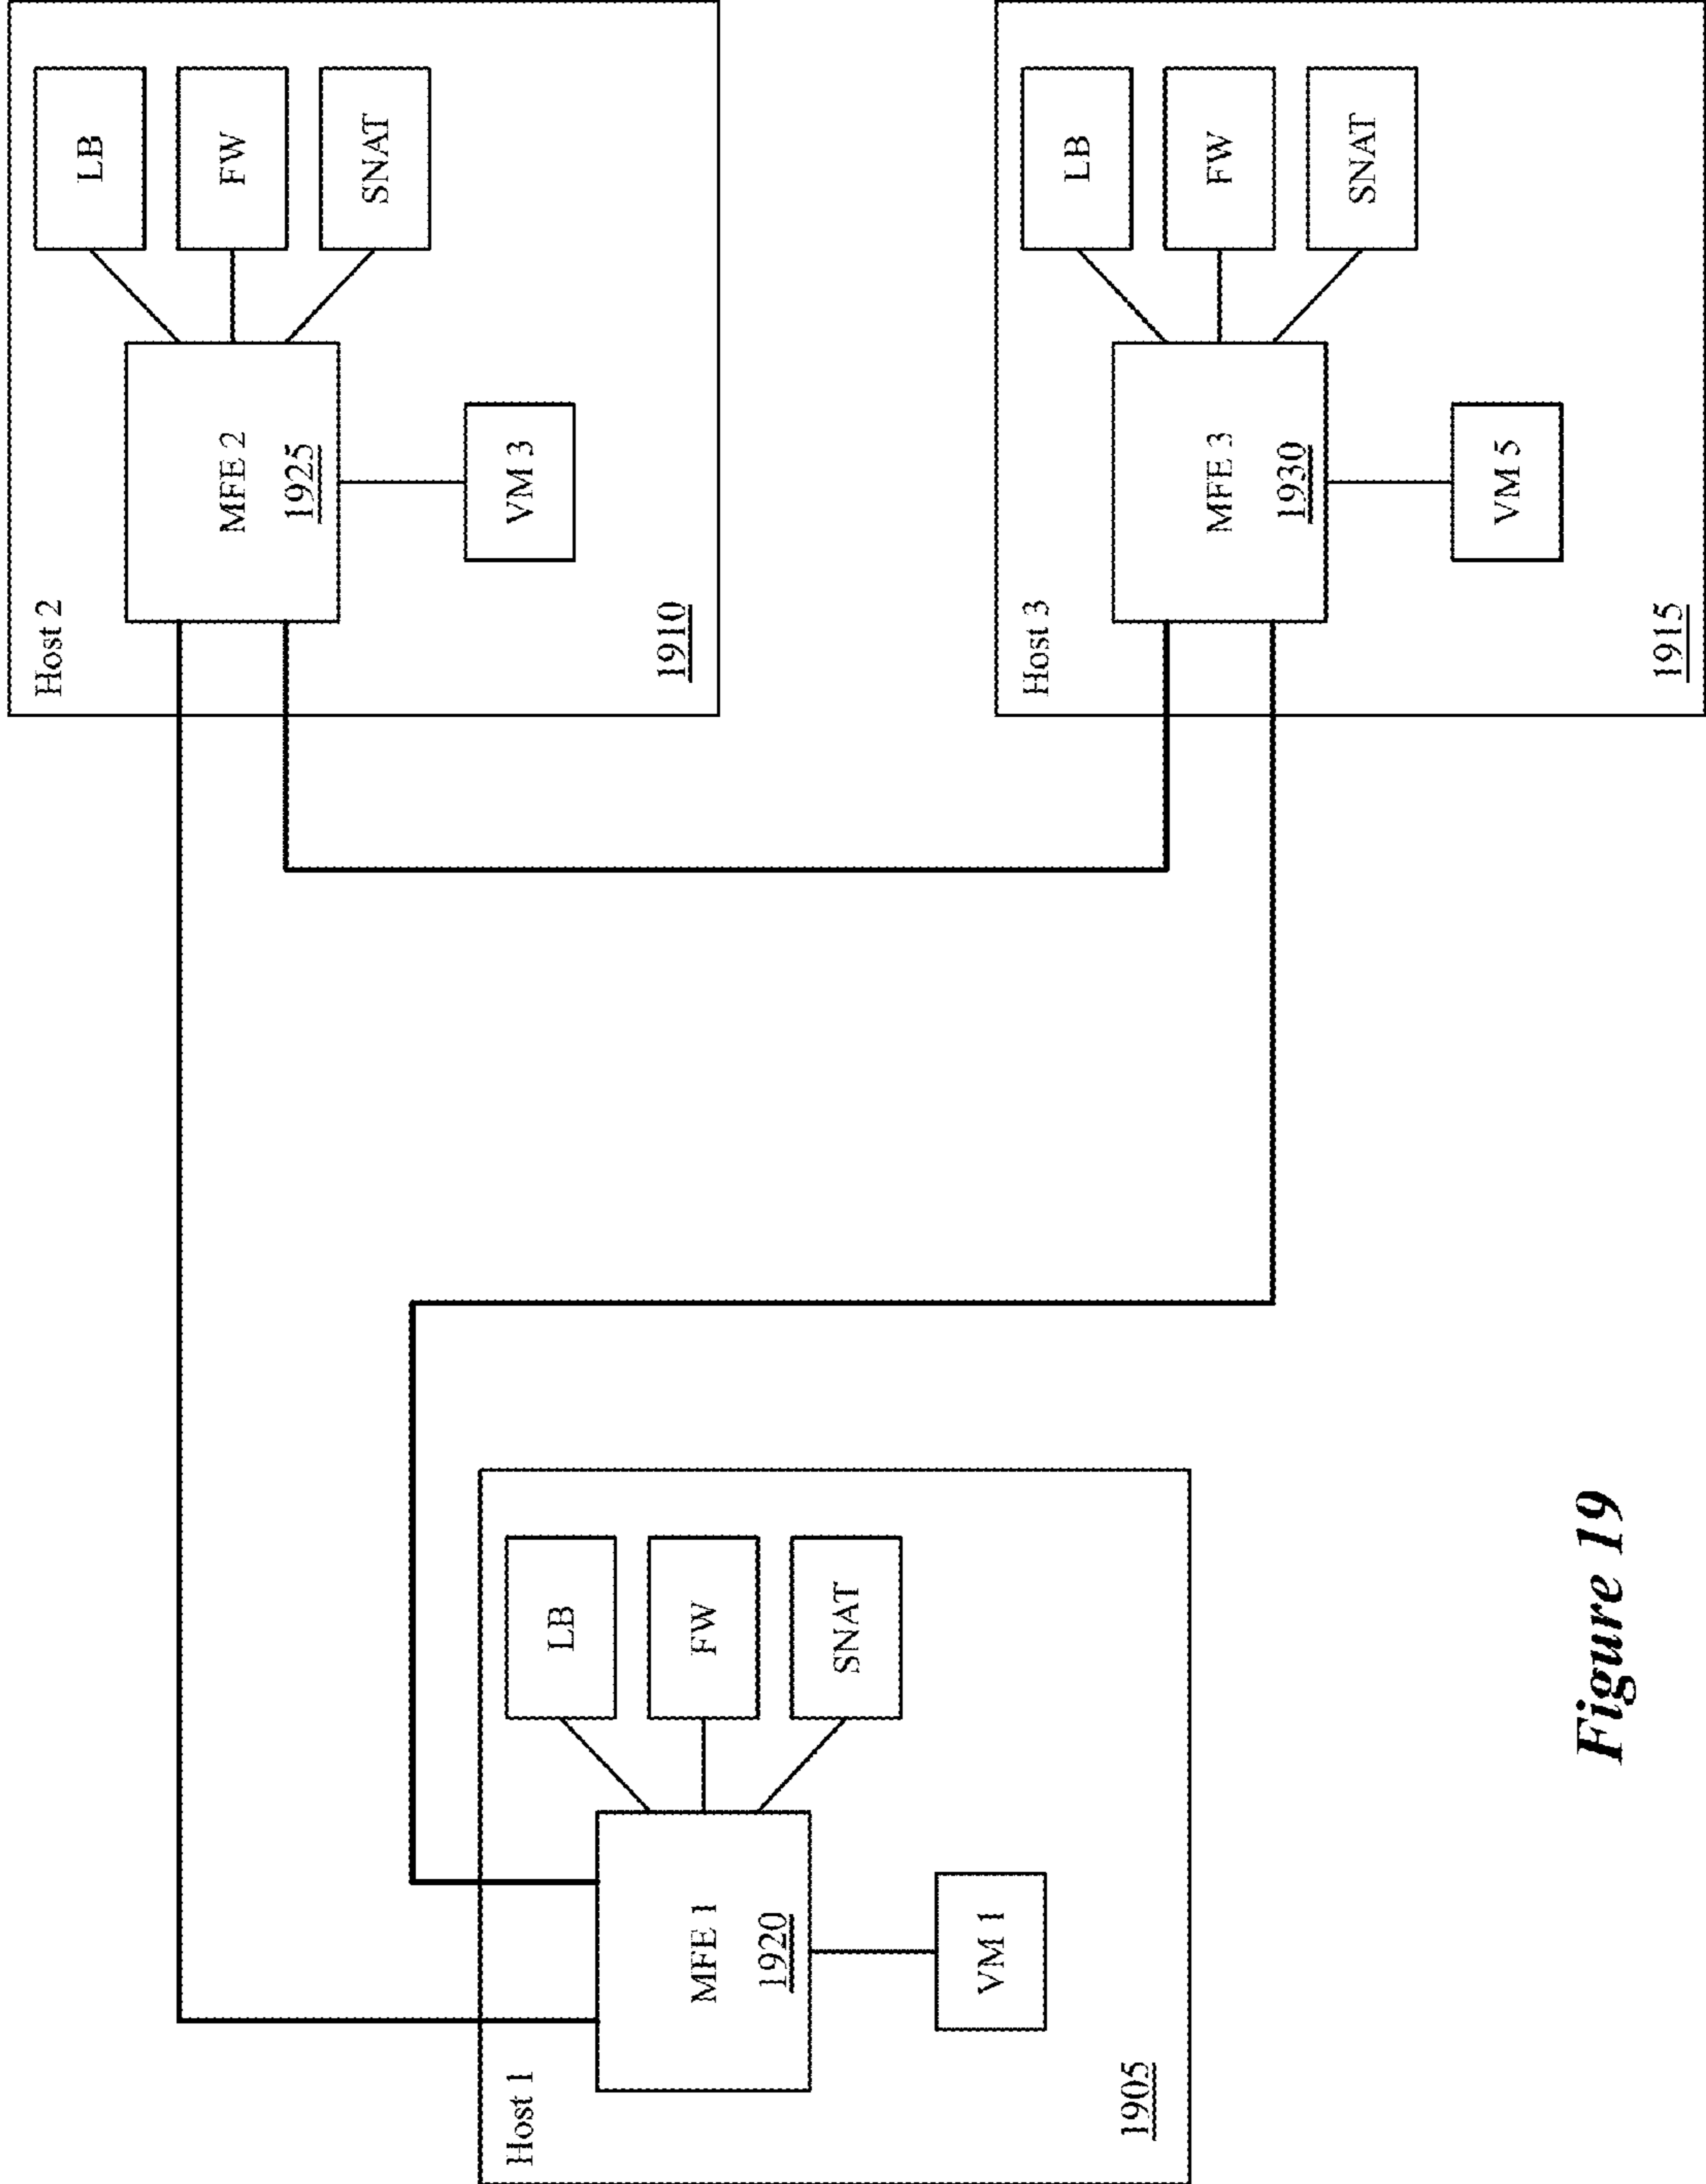 Host 1
LB
MFE 1
1920
FW
SNAT
VM 1
1905
Host 2
LB
MFE 2
1925
FW
SNAT
VM 3
1910
Host 3
LB
MFE 3
1930
FW
SNAT
VM 5
1915
Figure 19